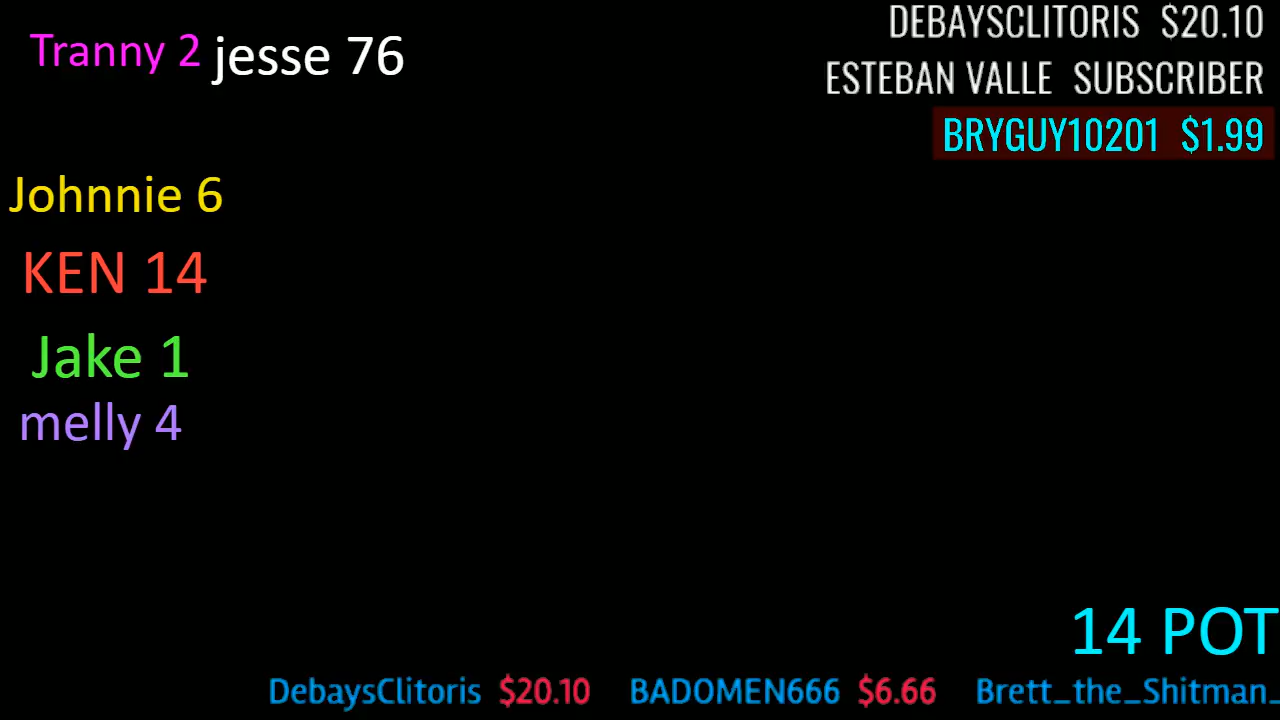 Tranny 2 jesse 76
DEBAYSCLITORIS $20.10
ESTEBAN VALLE SUBSCRIBER
BRYGUY10201 $1.99
Johnnie 6
KEN 14
Jake 1
melly 4
14 POT
DebaysClitoris $20.10 BADOMEN666 $6.66 Brett_the_Shitman_